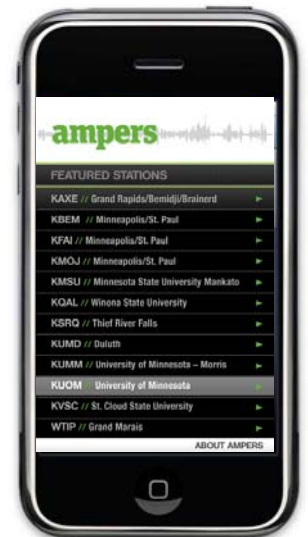 ampers
FEATURED STATIONS
KAXE // Grand Rapids/Bemidji/Brainerd
KBEM // Minneapolis/St. Paul
KFAI // Minneapolis/St. Paul
KMOJ // Minneapolis/St. Paul
KMSU // Minnesota State University Mankato
KQAL // Winona State University
KSRQ // Thief River Falls
KUMD // Duluth
KUMM // University of Minnesota – Morris
KUOM // University of Minnesota
KVSC // St. Cloud State University
WTIP // Grand Marais
ABOUT AMPERS